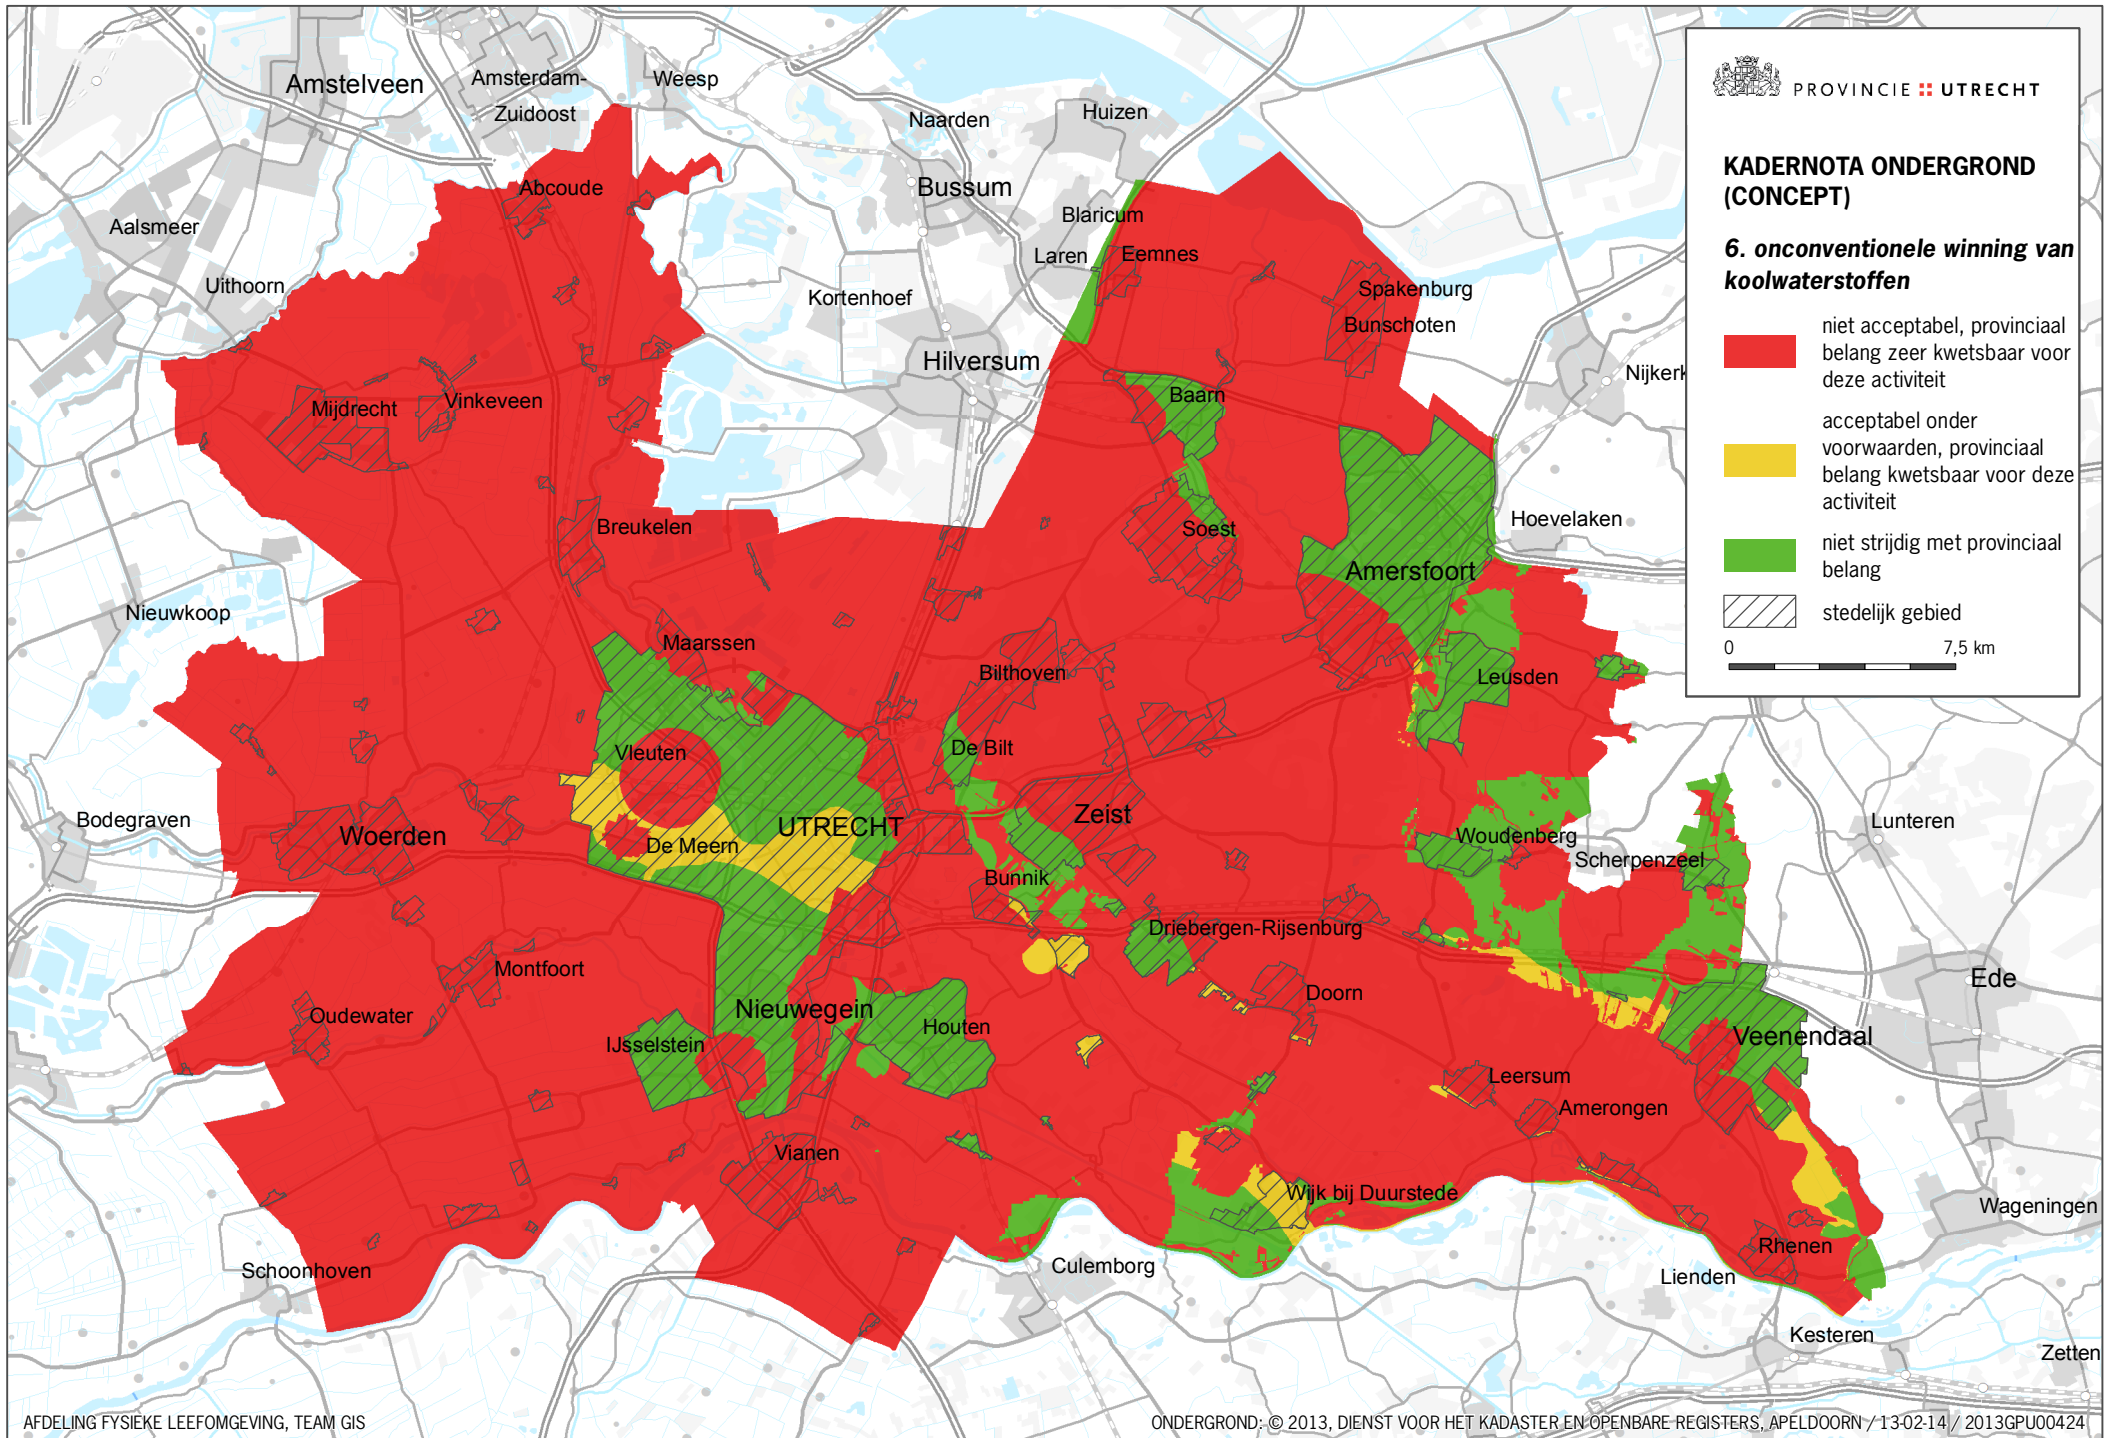 Amstelveen
Amsterdam-
Zuidoost
Weesp
Naarden
Huizen
Bussum
Abcoude
Aalsmeer
Blaricum
Laren
Eemnes
Uithoorn
Kortenhoef
Spakenburg
Bunschoten
Hilversum
Nijkerk
Mijdrecht
Vinkeveen
Baarn
Breukelen
Soest
Hoevelaken
Amersfoort
Nieuwkoop
Maarssen
Bilthoven
Leusden
Vleuten
De Bilt
Bodegraven
Woerden
De Meern
UTRECHT
Zeist
Woudenberg
Scherpenzeel
Lunteren
Bunnik
Driebergen-Rijsenburg
Montfoort
Oudewater
Nieuwegein
Houten
Doorn
Ede
IJsselstein
Veenendaal
Leersum
Amerongen
Vianen
Wijk bij Duurstede
Wageningen
Schoonhoven
Culemborg
Rhenen
Lienden
Kesteren
Zetten
PROVINCIE UTRECHT
KADERNOTA ONDERGROND
(CONCEPT)
6. onconventionele winning van
koolwaterstoffen
niet acceptabel, provinciaal
belang zeer kwetsbaar voor
deze activiteit
acceptabel onder
voorwaarden, provinciaal
belang kwetsbaar voor deze
activiteit
niet strijdig met provinciaal
belang
stedelijk gebied
0 7,5 km
AFDELING FYSIEKE LEEFOMGEVING, TEAM GIS
ONDERGROND: © 2013, DIENST VOOR HET KADASTER EN OPENBARE REGISTERS, APELDOORN / 13-02-14 / 2013GPU00424